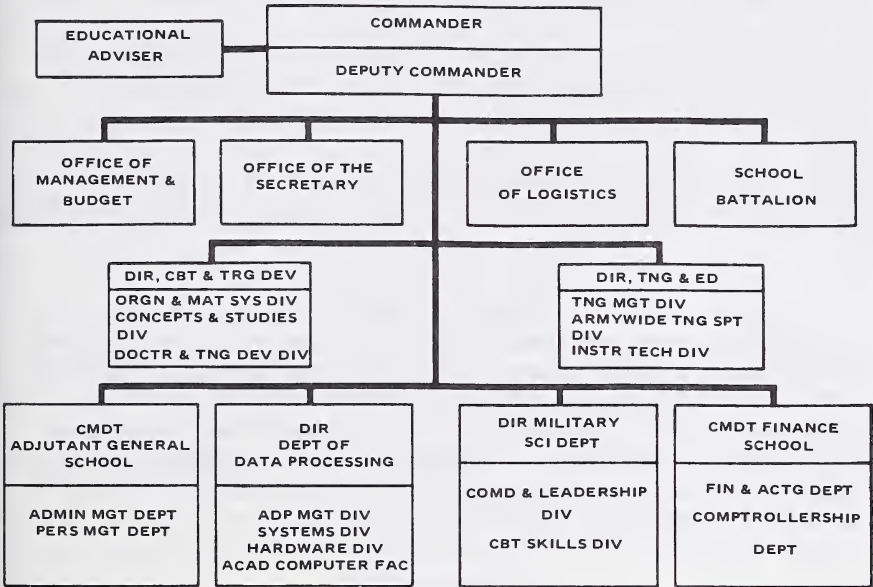 COMMANDER
EDUCATIONAL
ADVISER
DEPUTY COMMANDER
OFFICE OF
MANAGEMENT &
BUDGET
OFFICE OF THE
SECRETARY
OFFICE
OF LOGISTICS
SCHOOL
BATTALION
DIR, CBT & TRG DEV
ORGN & MAT SYS DIV
CONCEPTS & STUDIES
DIV
DOCTR & TNG DEV DIV
DIR, TNG & ED
TNG MGT DIV
ARMYWIDE TNG SPT
DIV
INSTR TECH DIV
CMDT
ADJUTANT GENERAL
SCHOOL
ADMIN MGT DEPT
PERS MGT DEPT
DIR
DEPT OF
DATA PROCESSING
ADP MGT DIV
SYSTEMS DIV
HARDWARE DIV
ACAD COMPUTER FAC
DIR MILITARY
SCI DEPT
COMD & LEADERSHIP
DIV
CBT SKILLS DIV
CMDT FINANCE
SCHOOL
FIN & ACTG DEPT
COMPTROLLERSHIP
DEPT